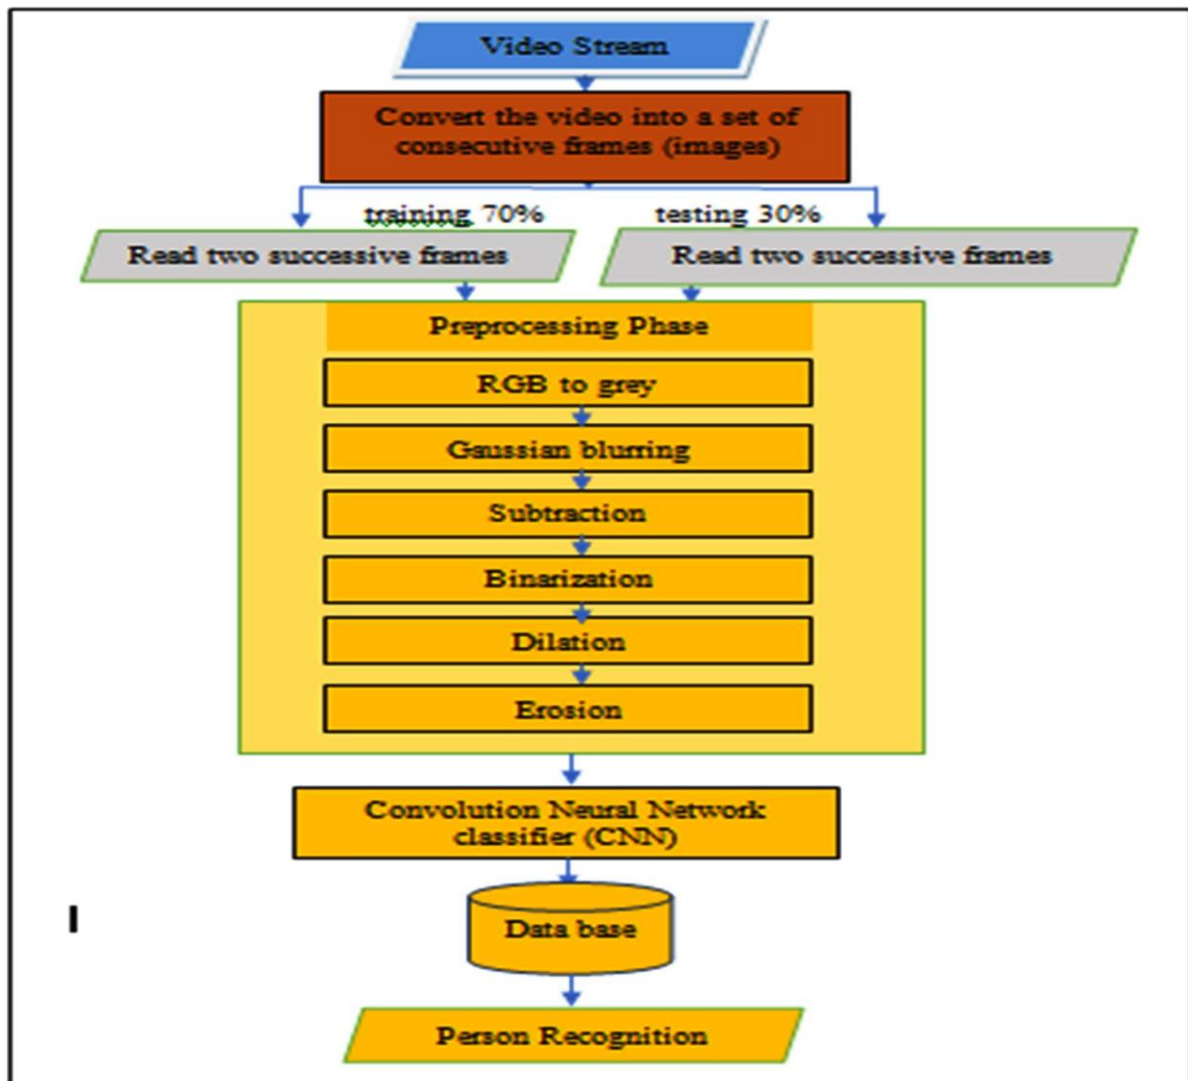 Video Stream
Convert the video into a set of
consecutive frames (images)
training 70%
testing 30%
Read two successive frames
Read two successive frames
Preprocessing Phase
RGB to grey
Gaussian blurring
Subtraction
Binarization
Dilation
Erosion
Convolution Neural Network
classifier (CNN)
Data base
Person Recognition